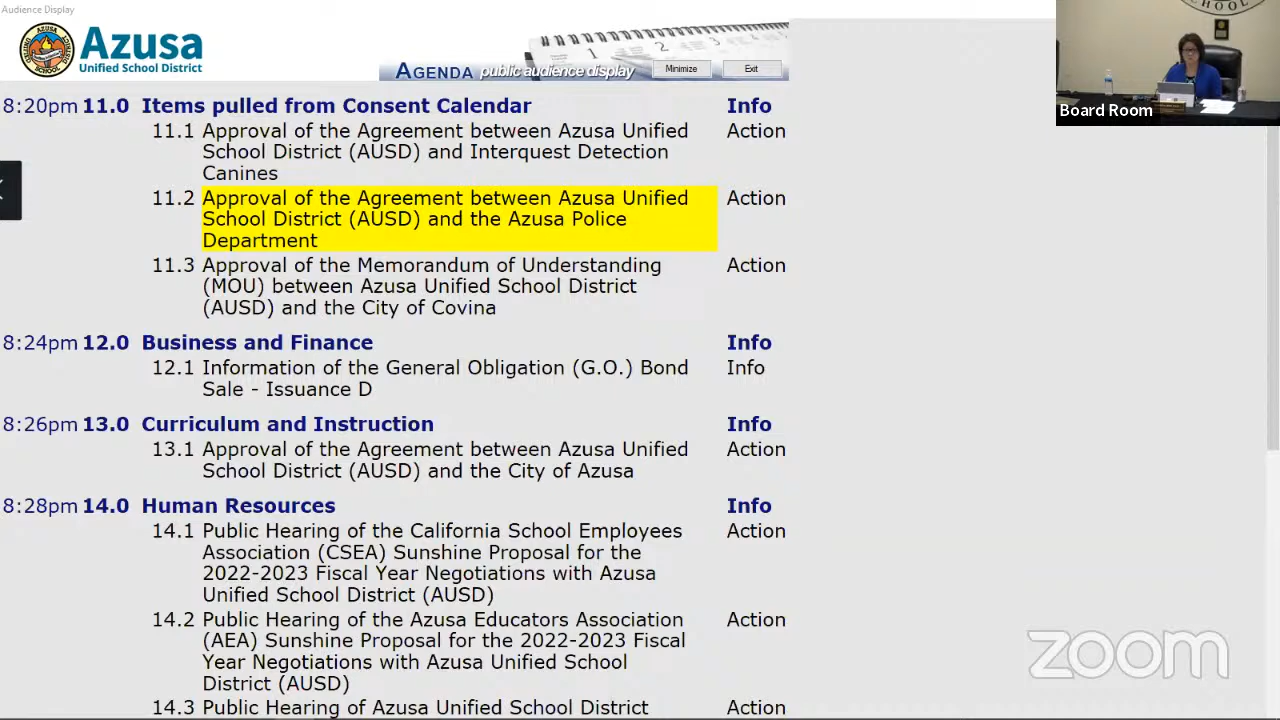 Audience Display
Azusa
Unified School District
AGENDA public audience display
Minimize
Exit
SCHOOL
Board Room
8:20pm 11.0 Items pulled from Consent Calendar Info
11.1 Approval of the Agreement between Azusa Unified Action
School District (AUSD) and Interquest Detection
Canines
11.2 Approval of the Agreement between Azusa Unified Action
School District (AUSD) and the Azusa Police
Department
11.3 Approval of the Memorandum of Understanding Action
(MOU) between Azusa Unified School District
(AUSD) and the City of Covina
8:24pm 12.0 Business and Finance Info
12.1 Information of the General Obligation (G.O.) Bond Info
Sale - Issuance D
8:26pm 13.0 Curriculum and Instruction Info
13.1 Approval of the Agreement between Azusa Unified Action
School District (AUSD) and the City of Azusa
8:28pm 14.0 Human Resources Info
14.1 Public Hearing of the California School Employees Action
Association (CSEA) Sunshine Proposal for the
2022-2023 Fiscal Year Negotiations with Azusa
Unified School District (AUSD)
14.2 Public Hearing of the Azusa Educators Association Action
(AEA) Sunshine Proposal for the 2022-2023 Fiscal
Year Negotiations with Azusa Unified School
District (AUSD)
14.3 Public Hearing of Azusa Unified School District Action
zoom